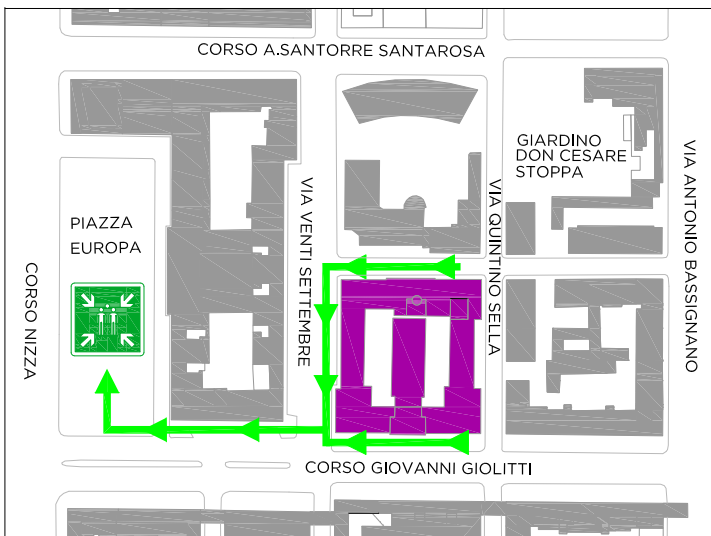 CORSO A.SANTORRE SANTAROSA
GIARDINO
DON CESARE
STOPPA
PIAZZA
EUROPA
CORSO NIZZA
VIA VENTI SETTEMBRE
VIA QUINTINO SELLA
VIA ANTONIO BASSIGNANO
CORSO GIOVANNI GIOLITTI